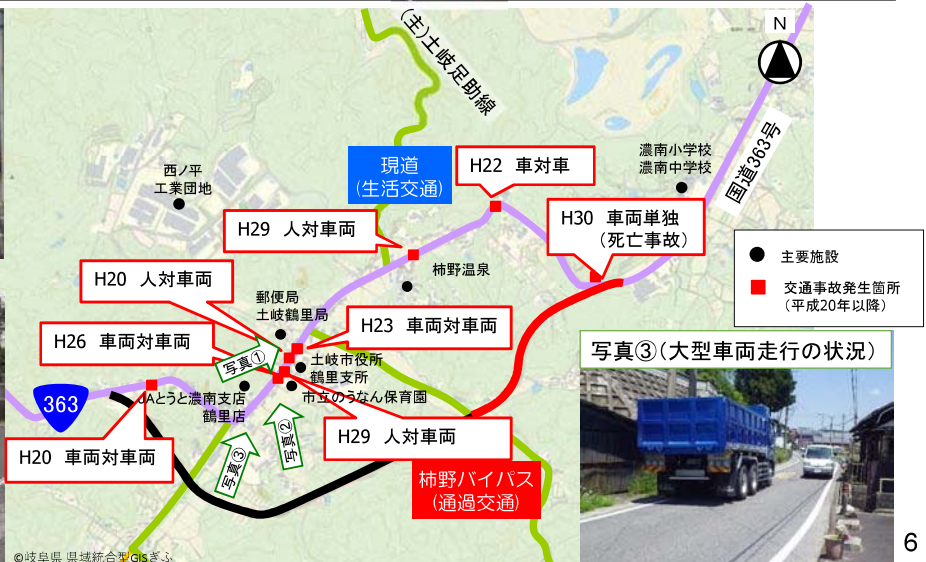 (主)土岐足助線
N
国道363号
濃南小学校
濃南中学校
西ノ平
工業団地
現道
(生活交通)
H22 車対車
H30 車両単独
(死亡事故)
H29 人対車両
柿野温泉
H20 人対車両
郵便局
土岐鶴里局
H23 車両対車両
H26 車両対車両
写真①
土岐市役所
鶴里支所
市立のうなん保育園
363
JAとうと濃南支店
鶴里店
写真②
写真③
H29 人対車両
H20 車両対車両
柿野バイパス
(通過交通)
主要施設
交通事故発生箇所
(平成20年以降)
写真③(大型車両走行の状況)
©岐阜県 県域統合型GISぎふ
6